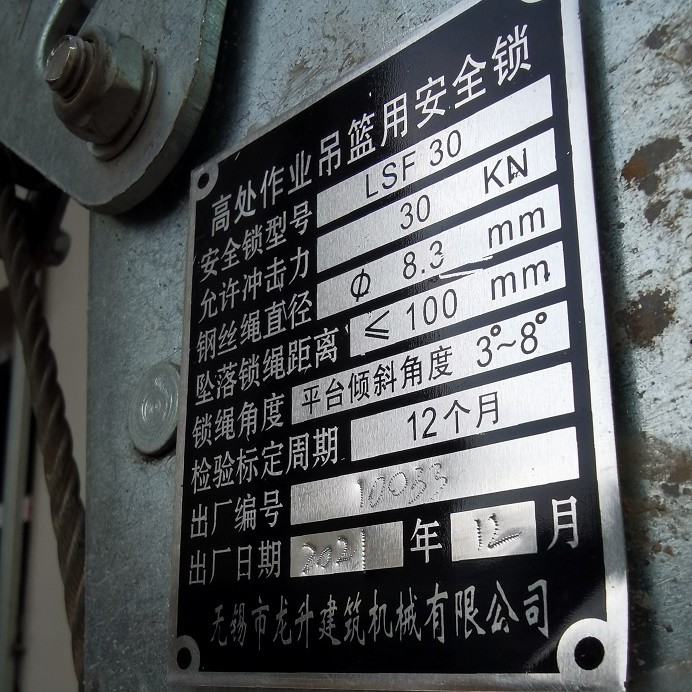 高处作业吊篮用安全锁
安全锁型号 LSF 30
允许冲击力 30 KN
钢丝绳直径 Φ 8.3 mm
坠落锁绳距离 ≤100 mm
锁绳角度 平台倾斜角度 3°~8°
检验标定周期 12个月
出厂编号 10033
出厂日期 2021 年 12 月
无锡市龙升建筑机械有限公司